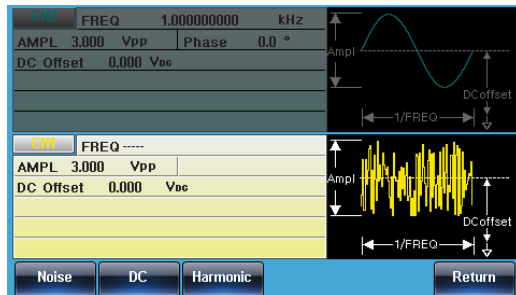 CH2 FREQ 1.000000000 kHz
AMPL 3.000 Vpp Phase 0.0 °
DC Offset 0.000 VDC
Ampl
DCoffset
1/FREQ
CH1 FREQ -----
AMPL 3.000 Vpp
DC Offset 0.000 VDC
Ampl
DCoffset
1/FREQ
Noise DC Harmonic Return